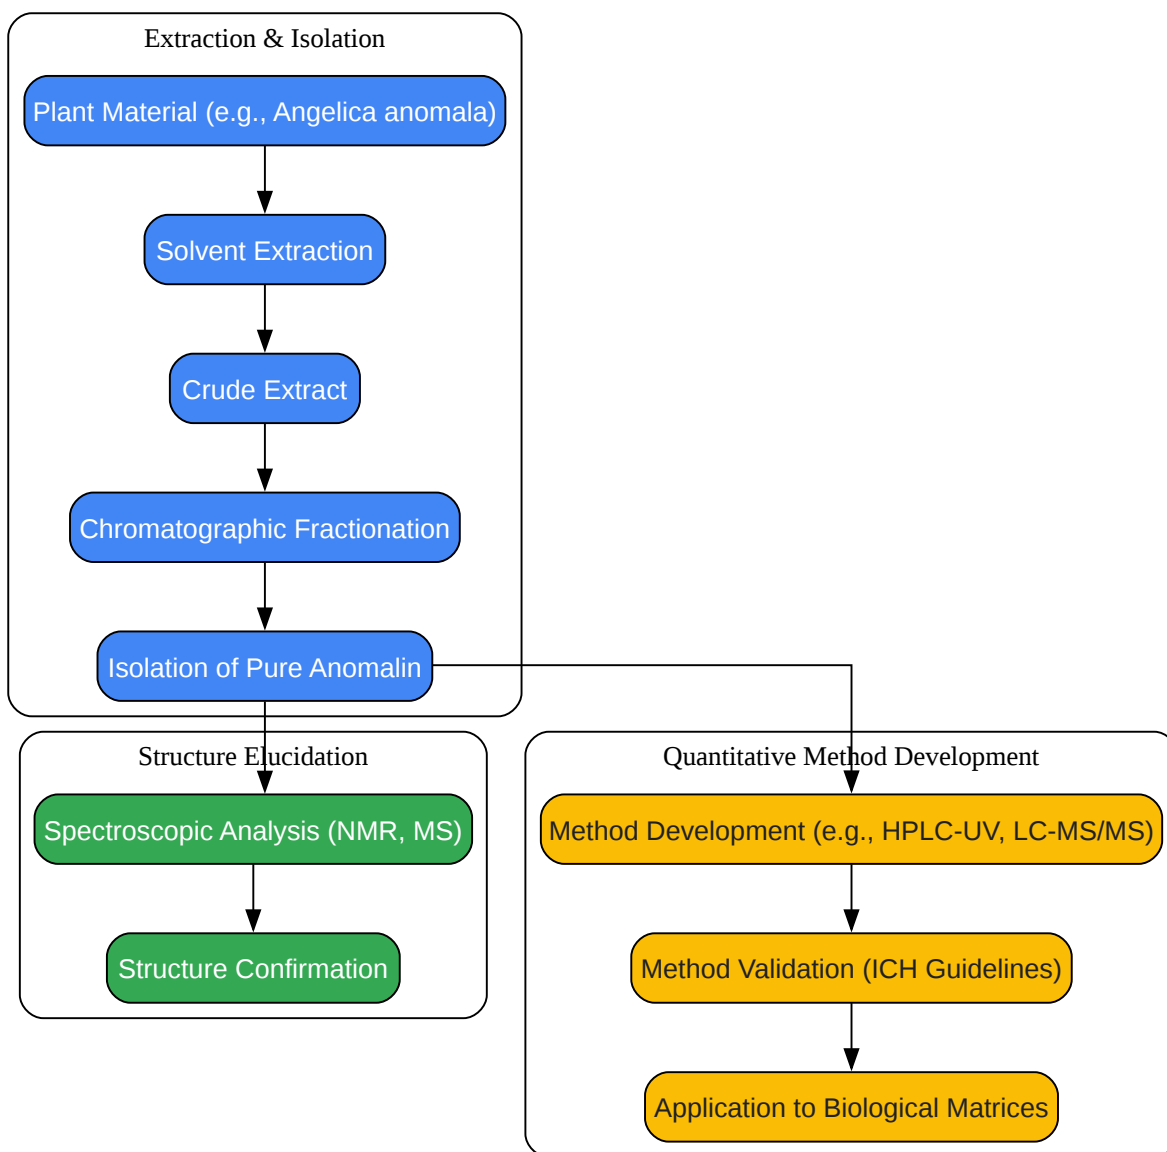 Extraction & Isolation
Plant Material (e.g., Angelica anomala)
Solvent Extraction
Crude Extract
Chromatographic Fractionation
Isolation of Pure Anomalin
Structure Elucidation
Spectroscopic Analysis (NMR, MS)
Structure Confirmation
Quantitative Method Development
Method Development (e.g., HPLC-UV, LC-MS/MS)
Method Validation (ICH Guidelines)
Application to Biological Matrices